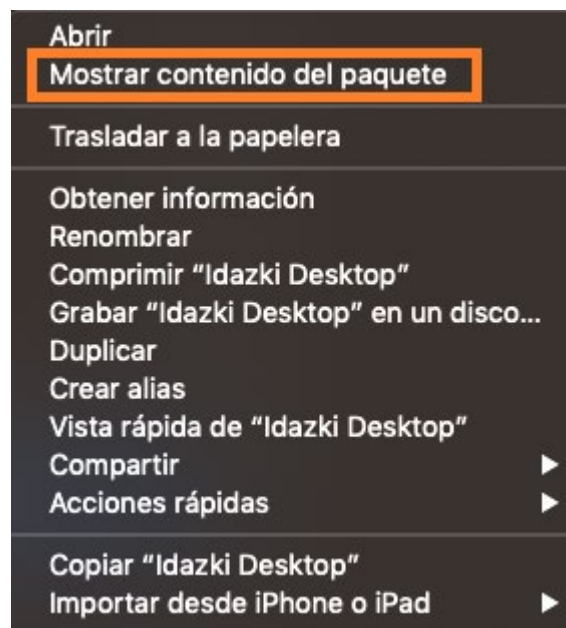 Abrir
Mostrar contenido del paquete
Trasladar a la papelera
Obtener información
Renombrar
Comprimir “Idazki Desktop”
Grabar “Idazki Desktop” en un disco...
Duplicar
Crear alias
Vista rápida de “Idazki Desktop”
Compartir
Acciones rápidas
Copiar “Idazki Desktop”
Importar desde iPhone o iPad